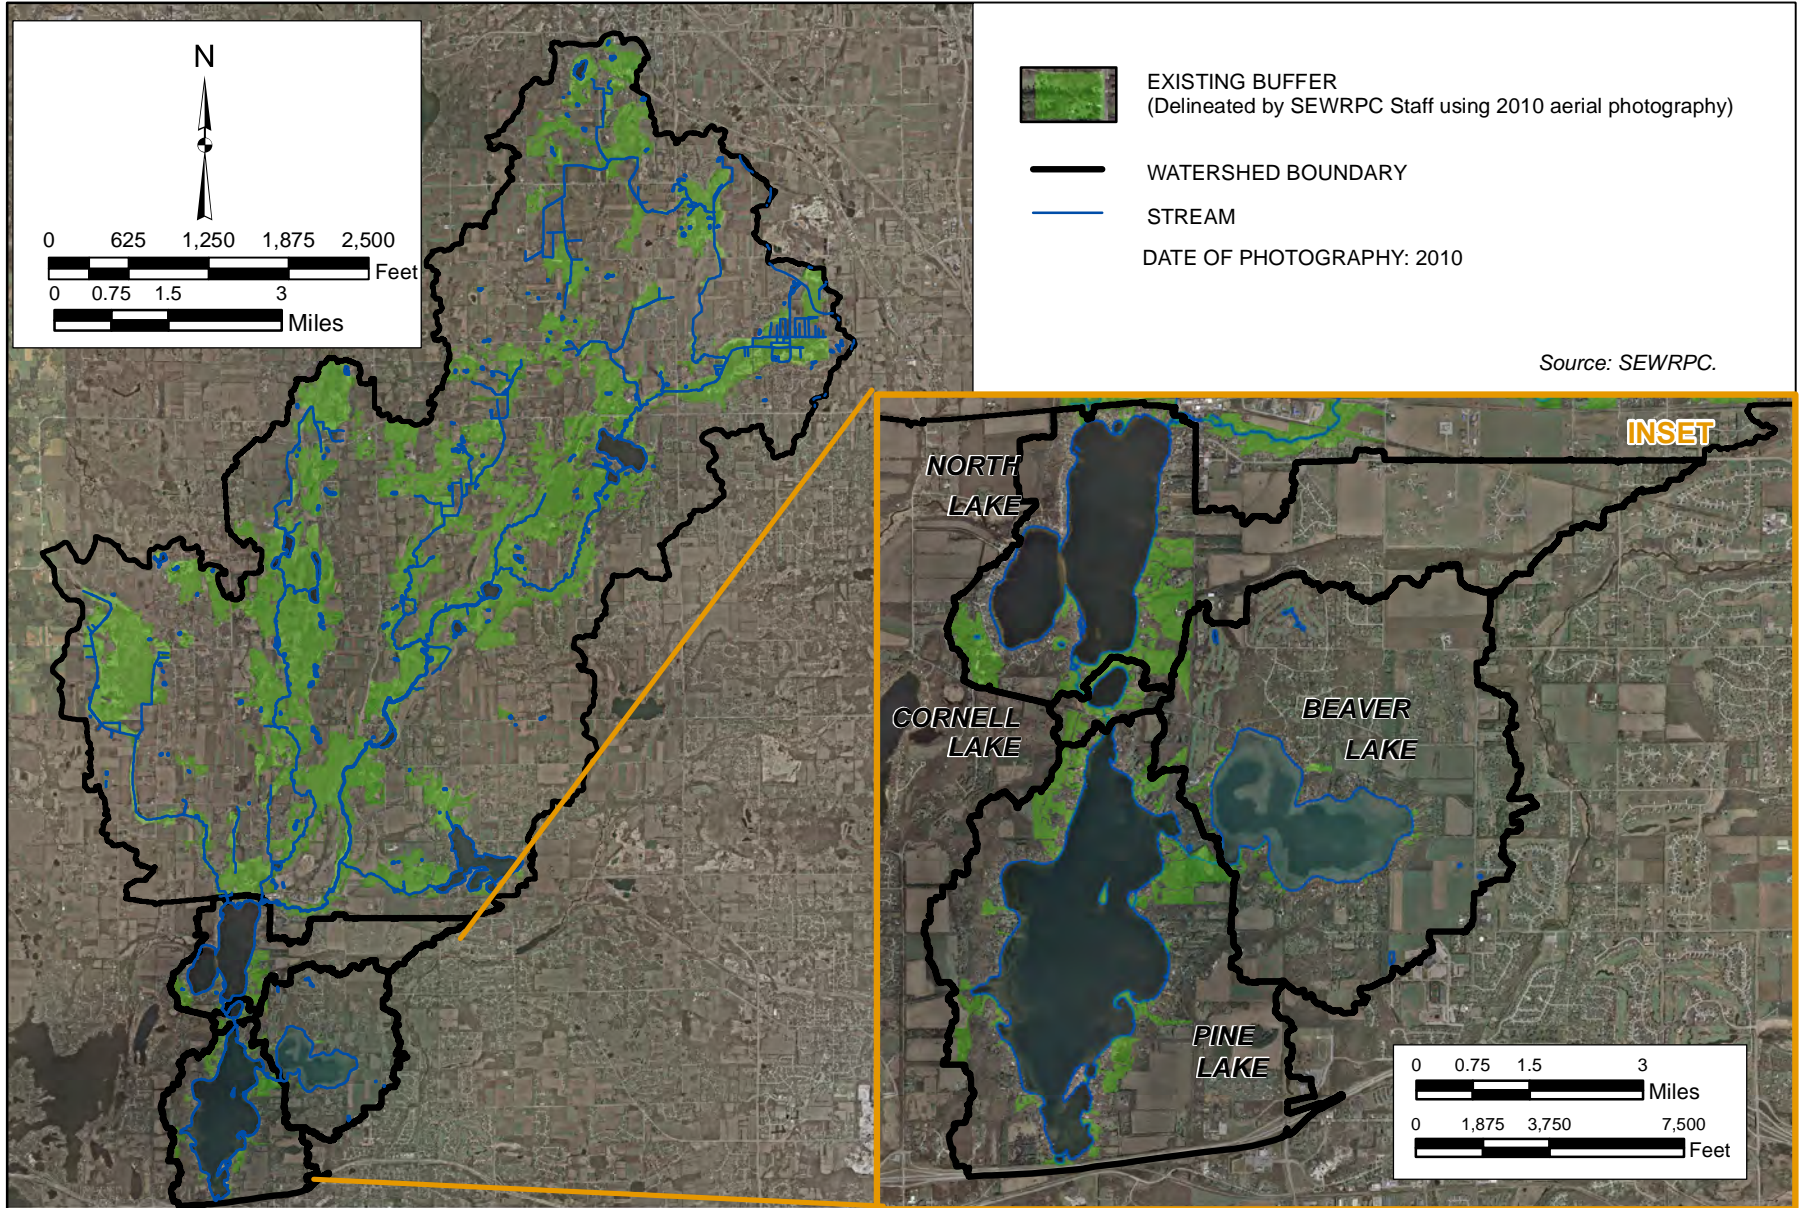 N
0 625 1,250 1,875 2,500
Feet
0 0.75 1.5 3
Miles
EXISTING BUFFER
(Delineated by SEWRPC Staff using 2010 aerial photography)
WATERSHED BOUNDARY
STREAM
DATE OF PHOTOGRAPHY: 2010
Source: SEWRPC.
INSET
NORTH
LAKE
CORNELL
LAKE
BEAVER
LAKE
PINE
LAKE
0 0.75 1.5 3
Miles
0 1,875 3,750 7,500
Feet